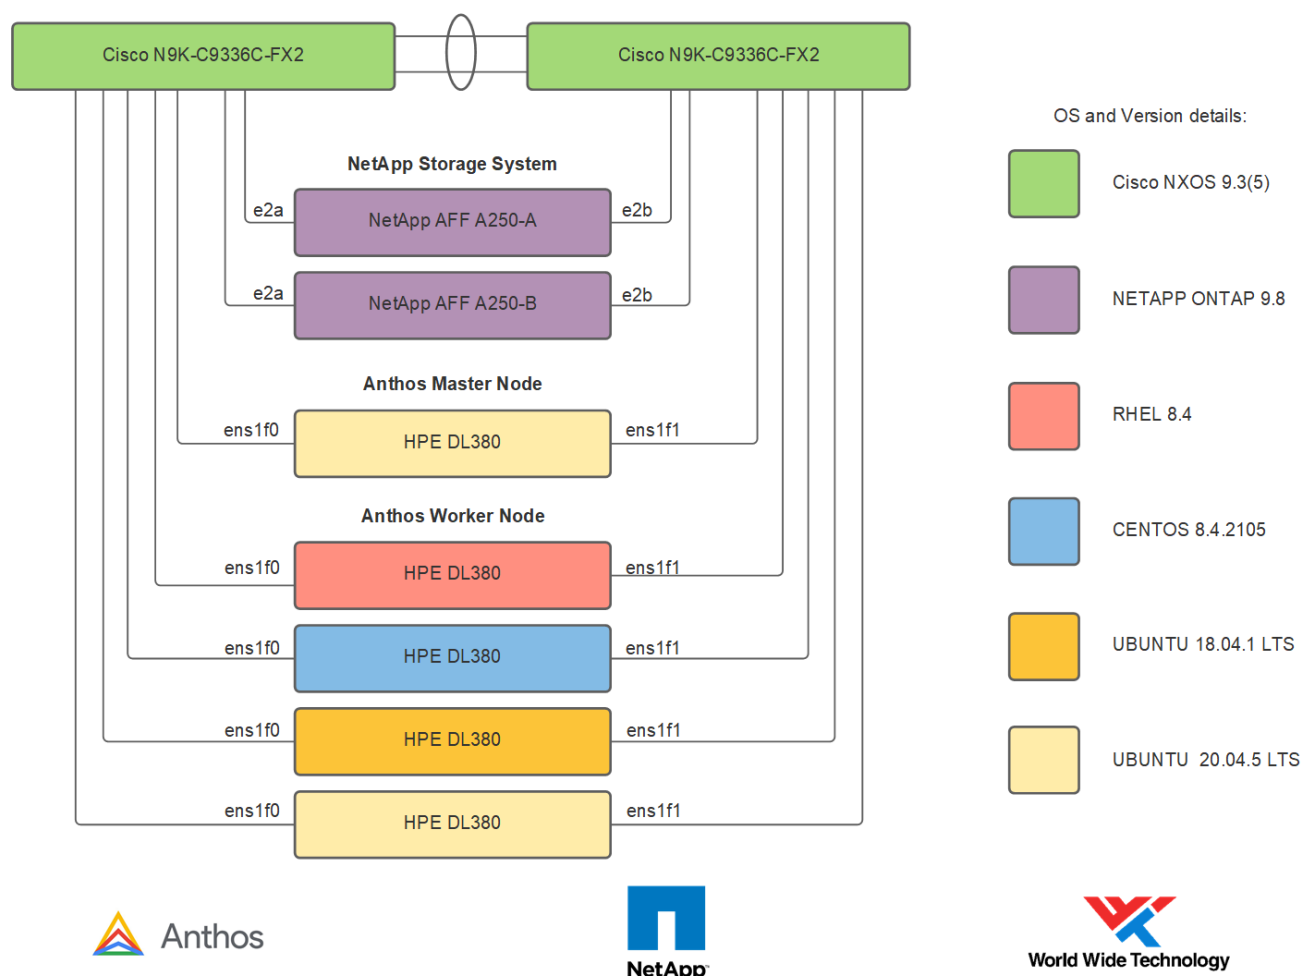 Cisco N9K-C9336C-FX2
Cisco N9K-C9336C-FX2
OS and Version details:
NetApp Storage System
Cisco NXOS 9.3(5)
e2a
NetApp AFF A250-A
e2b
e2a
NetApp AFF A250-B
e2b
NETAPP ONTAP 9.8
Anthos Master Node
RHEL 8.4
ens1f0
HPE DL380
ens1f1
Anthos Worker Node
CENTOS 8.4.2105
ens1f0
HPE DL380
ens1f1
ens1f0
HPE DL380
ens1f1
UBUNTU 18.04.1 LTS
ens1f0
HPE DL380
ens1f1
UBUNTU  20.04.5 LTS
ens1f0
HPE DL380
ens1f1
Anthos
NetApp
World Wide Technology